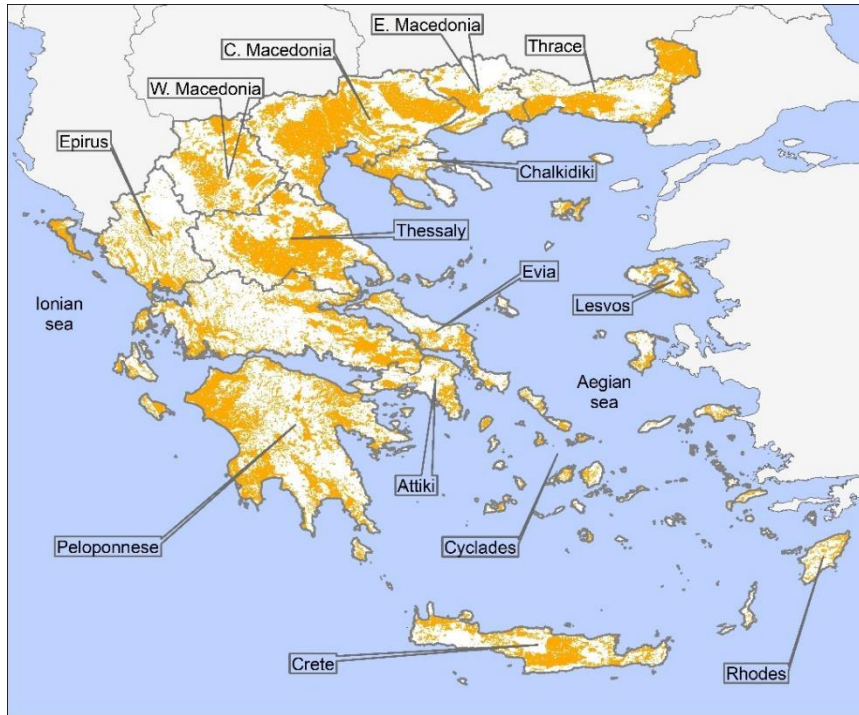 E. Macedonia
C. Macedonia
Thrace
W. Macedonia
Epirus
Chalkidiki
Thessaly
Evia
Ionian
sea
Lesvos
Aegian
sea
Attiki
Peloponnese
Cyclades
Crete
Rhodes